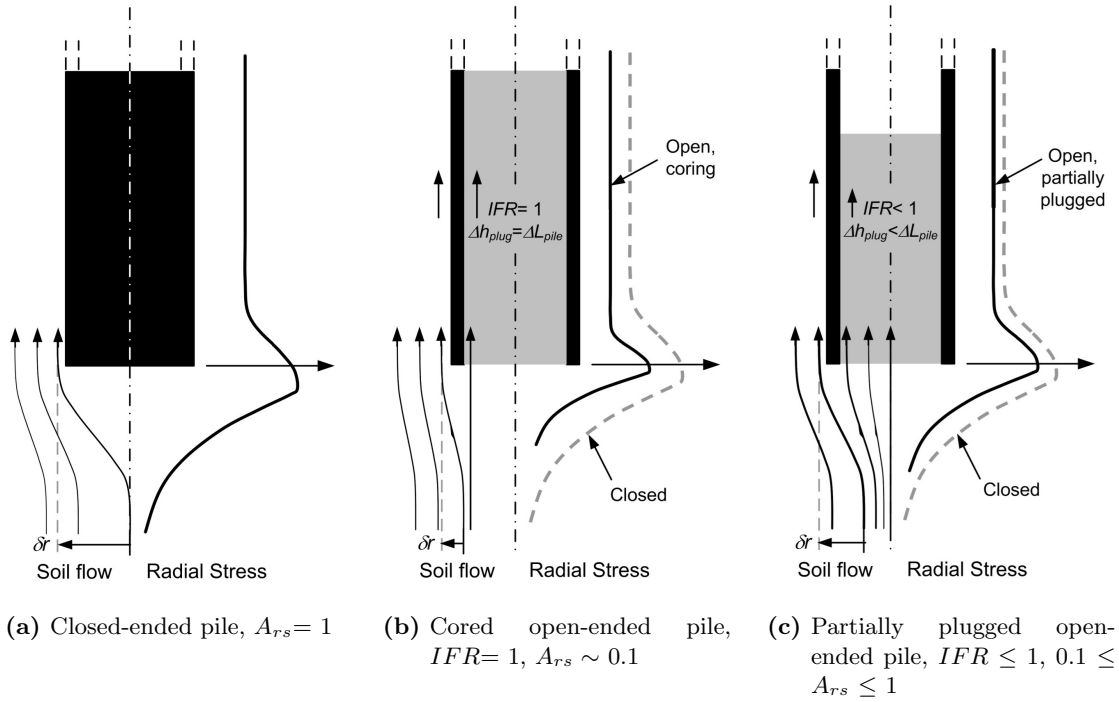 Open,
coring
IFR= 1
Δh_plug=ΔL_pile
Closed
Open,
partially
plugged
IFR< 1
Δh_plug<ΔL_pile
Closed
δr
Soil flow Radial Stress
δr
Soil flow Radial Stress
δr
Soil flow Radial Stress
(a) Closed-ended pile, A_rs= 1
(b) Cored open-ended pile,
IFR= 1, A_rs ∼ 0.1
(c) Partially plugged open-
ended pile, IFR ≤ 1, 0.1 ≤
A_rs ≤ 1